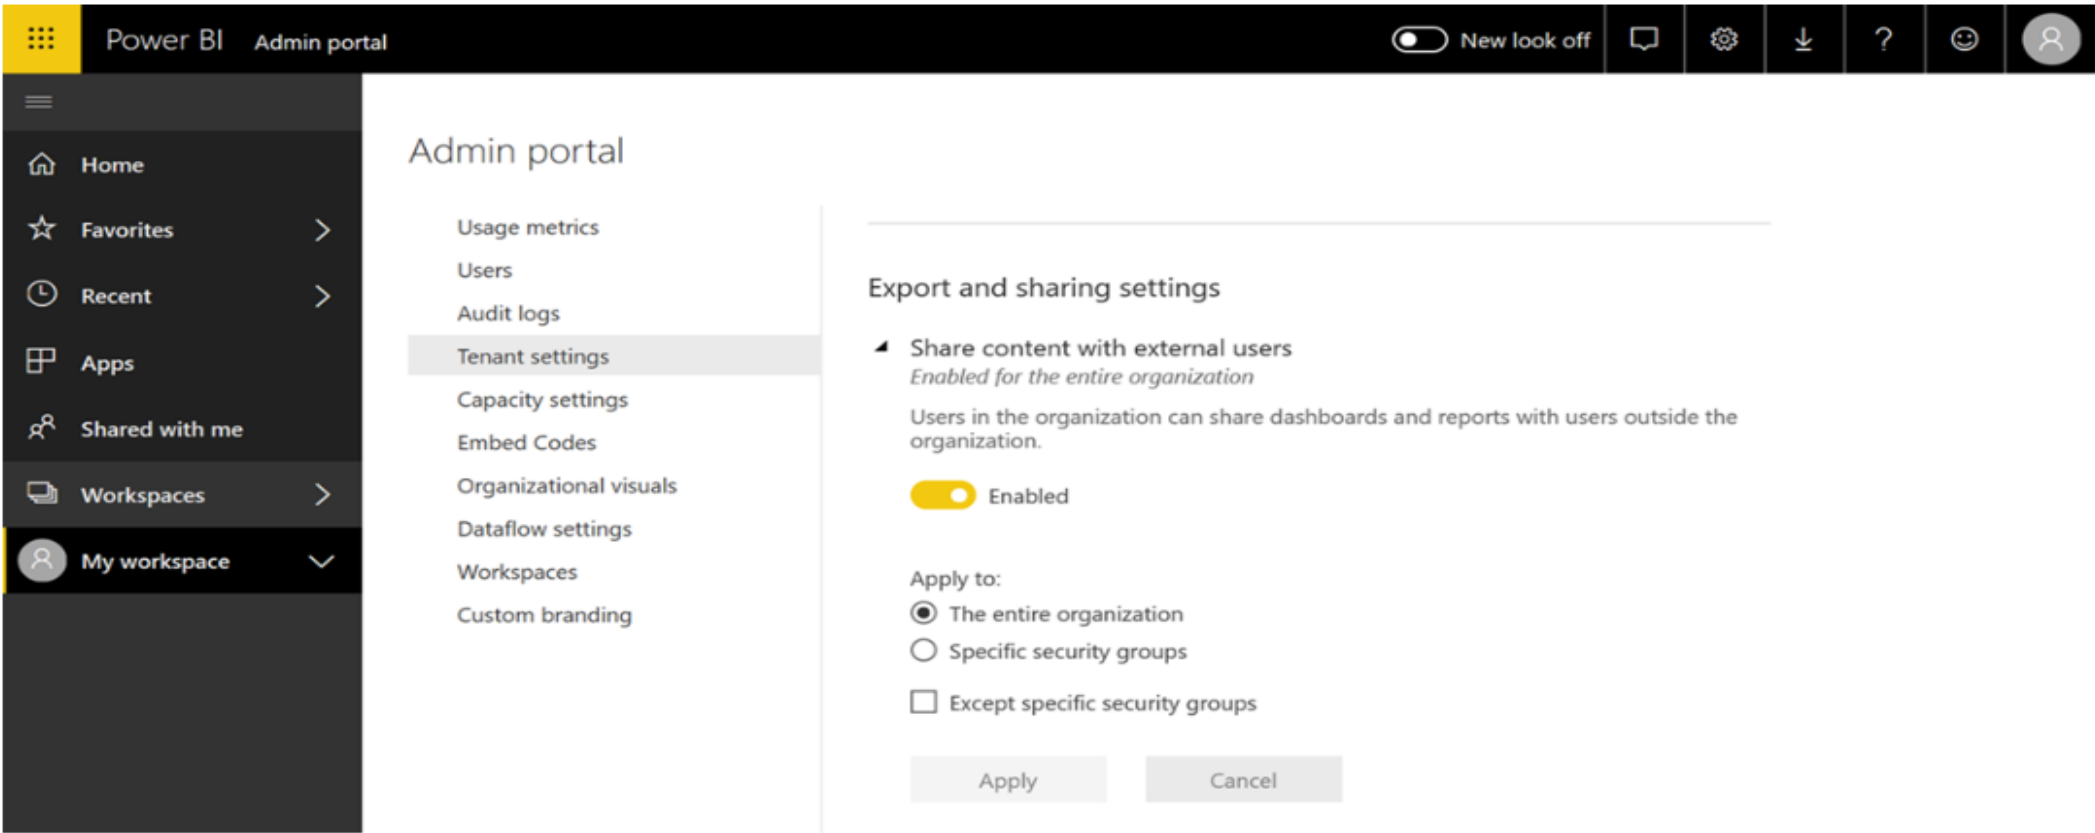 Power BI Admin portal New look off ?
Home
Favorites
Recent
Apps
Shared with me
Workspaces
My workspace
Admin portal
Usage metrics
Users
Audit logs
Tenant settings
Capacity settings
Embed Codes
Organizational visuals
Dataflow settings
Workspaces
Custom branding
Export and sharing settings
Share content with external users
Enabled for the entire organization
Users in the organization can share dashboards and reports with users outside the
organization.
Enabled
Apply to:
The entire organization
Specific security groups
Except specific security groups
Apply Cancel